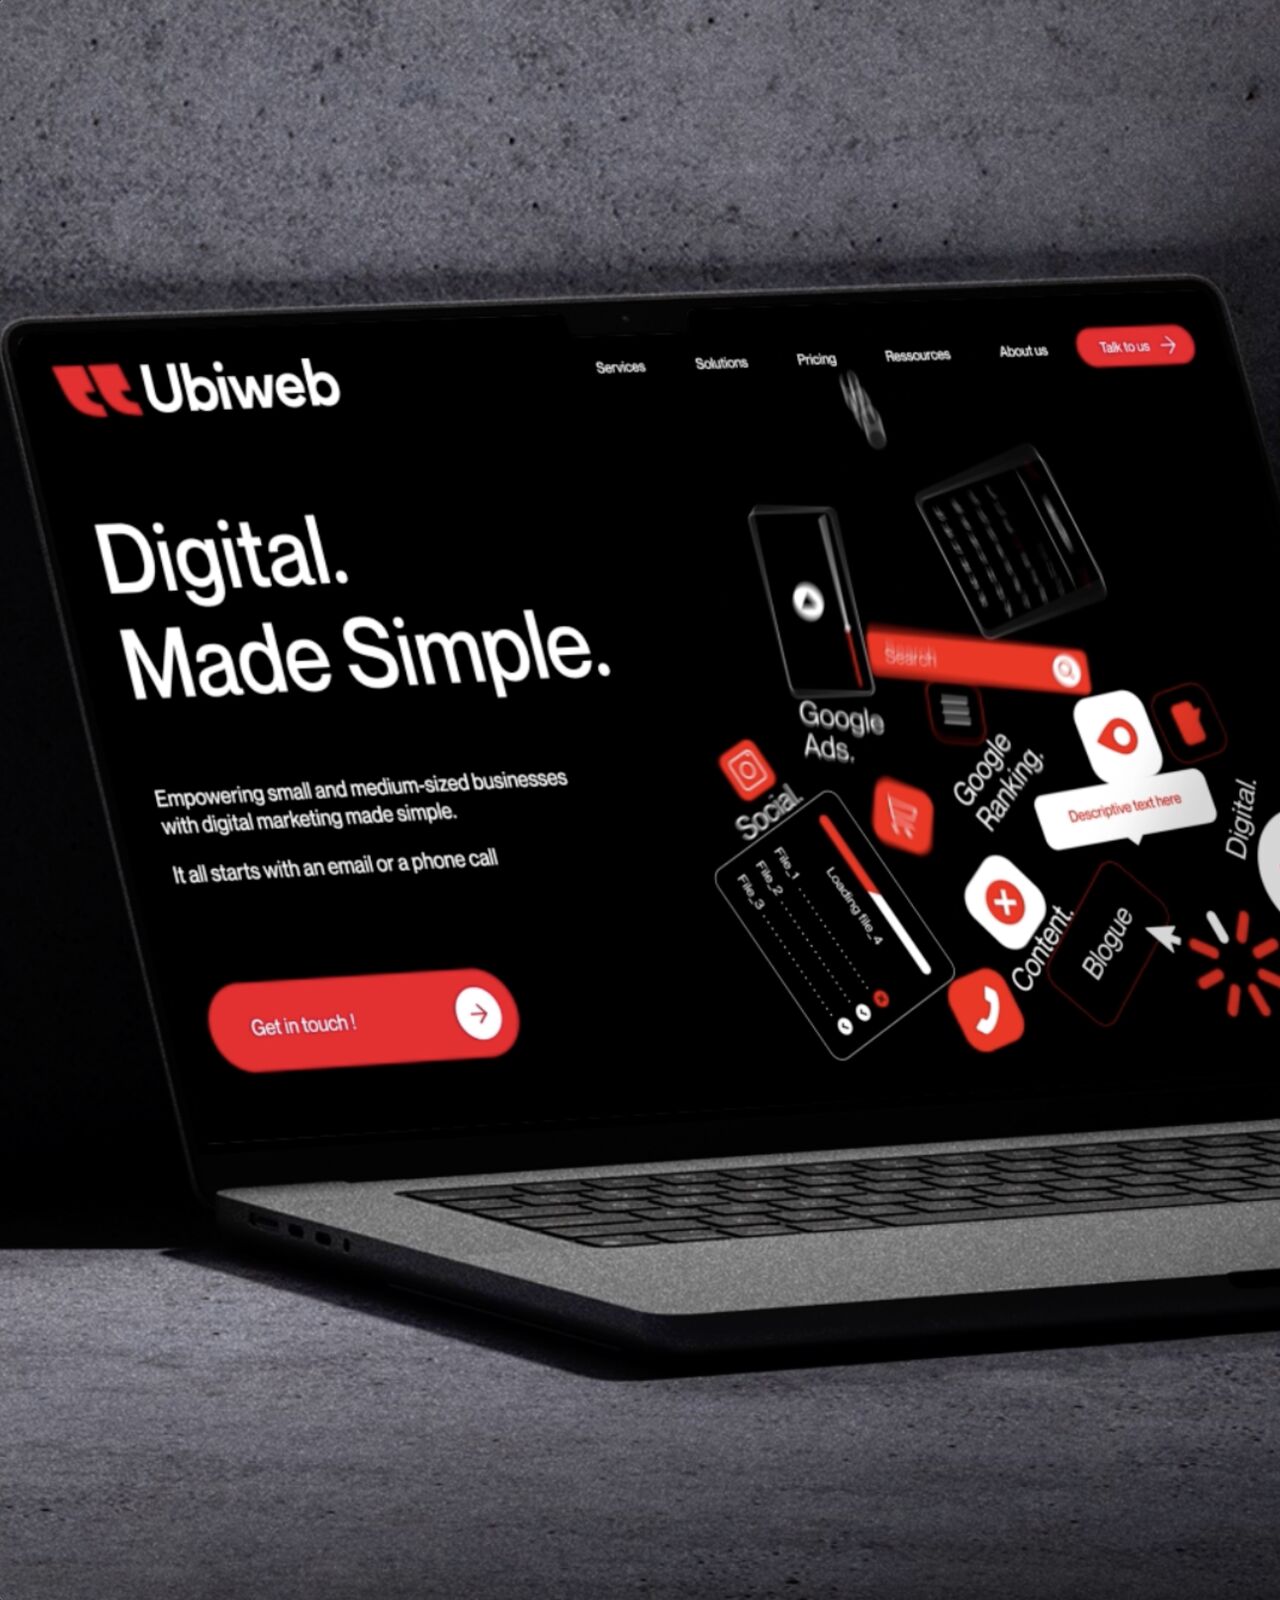 Ubiweb
Services
Solutions
Pricing
Ressources
About us
Talk to us
Digital.
Made Simple.
Empowering small and medium-sized businesses
with digital marketing made simple.
It all starts with an email or a phone call
Get in touch !
Search
Google
Ads.
Social.
Google
Ranking.
Descriptive text here
Digital.
File_1
File_2
File_3
Loading file_4
Content.
Blogue